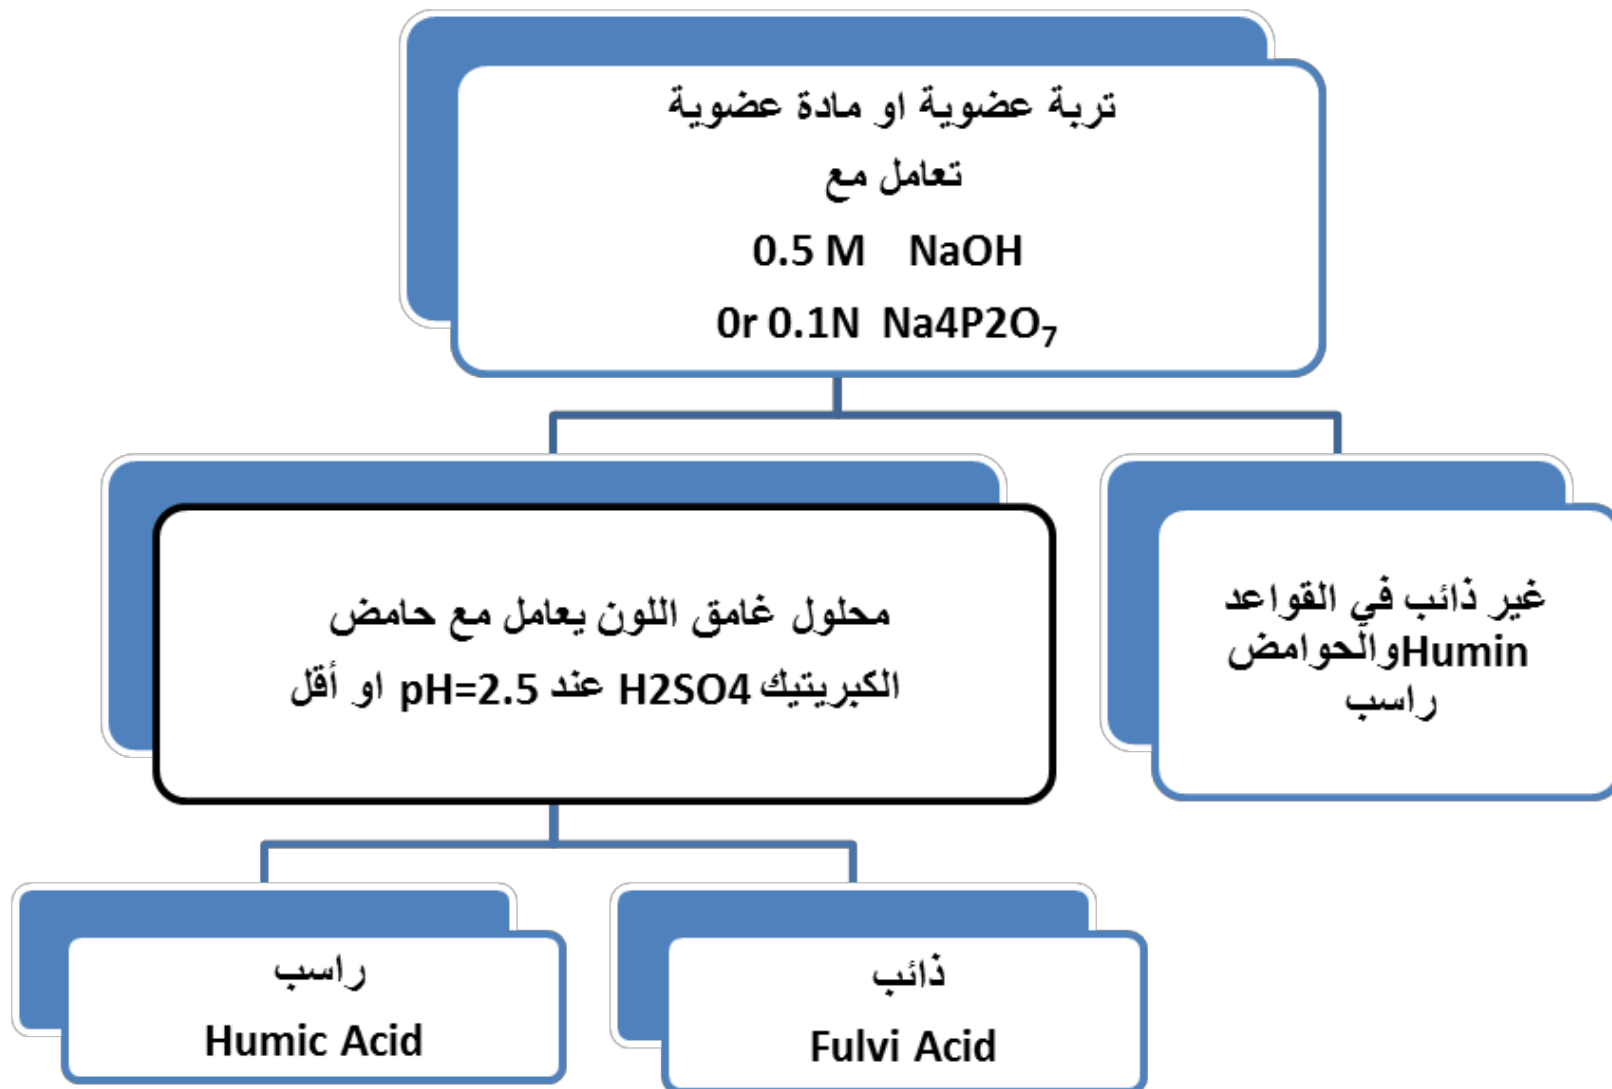 تربة عضوية او مادة عضوية
تعامل مع
0.5 M NaOH
0r 0.1N Na4P2O₇
محلول غامق اللون يعامل مع حامض
الكبريتيك H2SO4 عند pH=2.5 او أقل
غير ذائب في القواعد
والحوامض Humin
راسب
راسب
Humic Acid
ذائب
Fulvi Acid